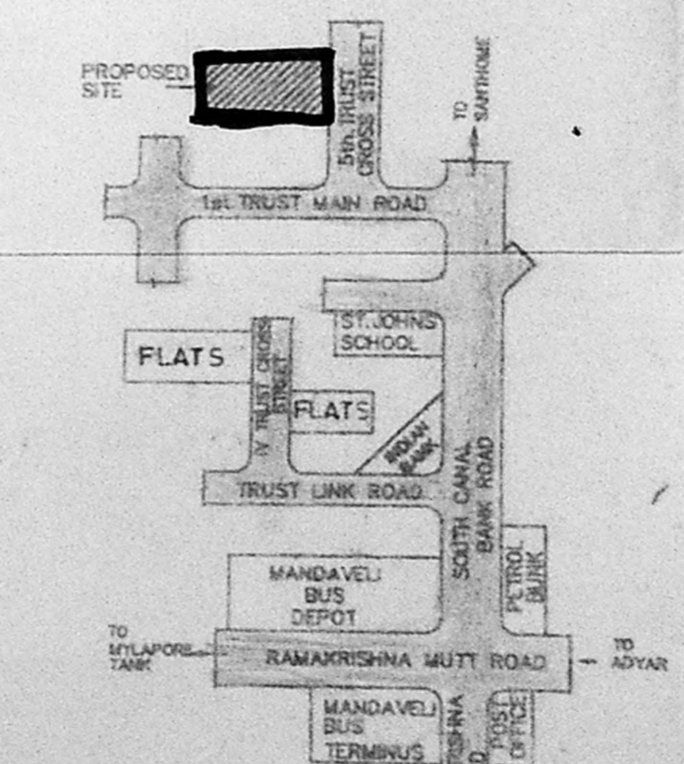 PROPOSED
SITE
5th. TRUST
CROSS STREET
TO
SANTHOME
1st. TRUST MAIN ROAD
ST. JOHNS
SCHOOL
FLATS
IV TRUST CROSS
STREET
FLATS
INDIAN
BANK
TRUST LINK ROAD
SOUTH CANAL
BANK ROAD
MANDAVELI
BUS
DEPOT
PETROL
BUNK
TO
MYLAPORE
TANK
RAMAKRISHNA MUTT ROAD
TO
ADYAR
MANDAVELI
BUS
TERMINUS
POST
OFFICE